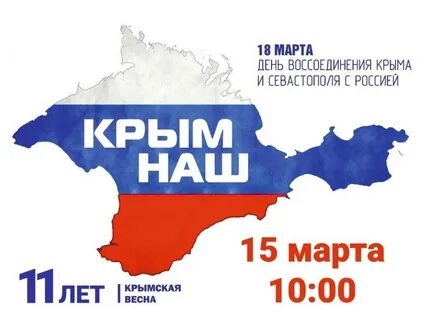 18 МАРТА
ДЕНЬ ВОССОЕДИНЕНИЯ КРЫМА
И СЕВАСТОПОЛЯ С РОССИЕЙ
КРЫМ
НАШ
15 марта
10:00
11 ЛЕТ
КРЫМСКАЯ
ВЕСНА